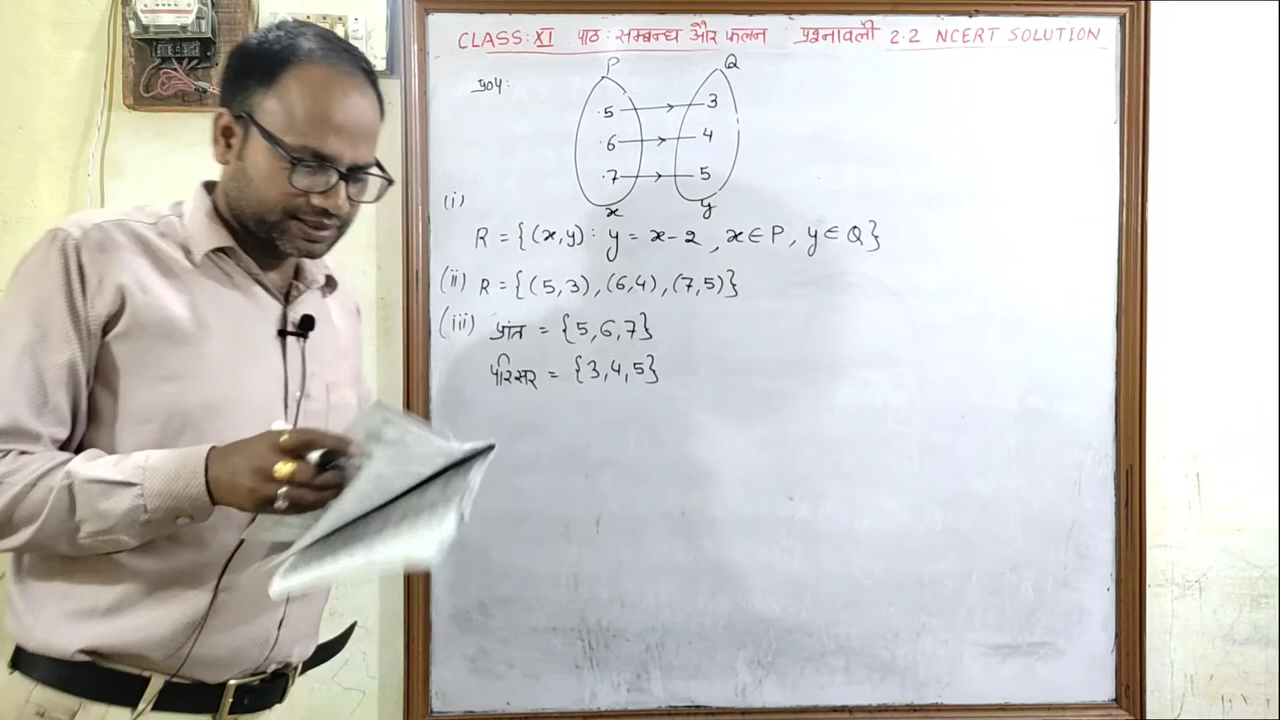 CLASS: XI पाठ: सम्बन्ध और फलन प्रश्नावली 2.2 NCERT SOLUTION
प्र०4:
P Q
.5 3
.6 4
.7 5
x y
(i)
R = {(x,y) : y = x-2 , x ∈ P, y ∈ Q}
(ii) R = {(5,3), (6,4), (7,5)}
(iii) प्रांत = {5,6,7}
परिसर = {3,4,5}